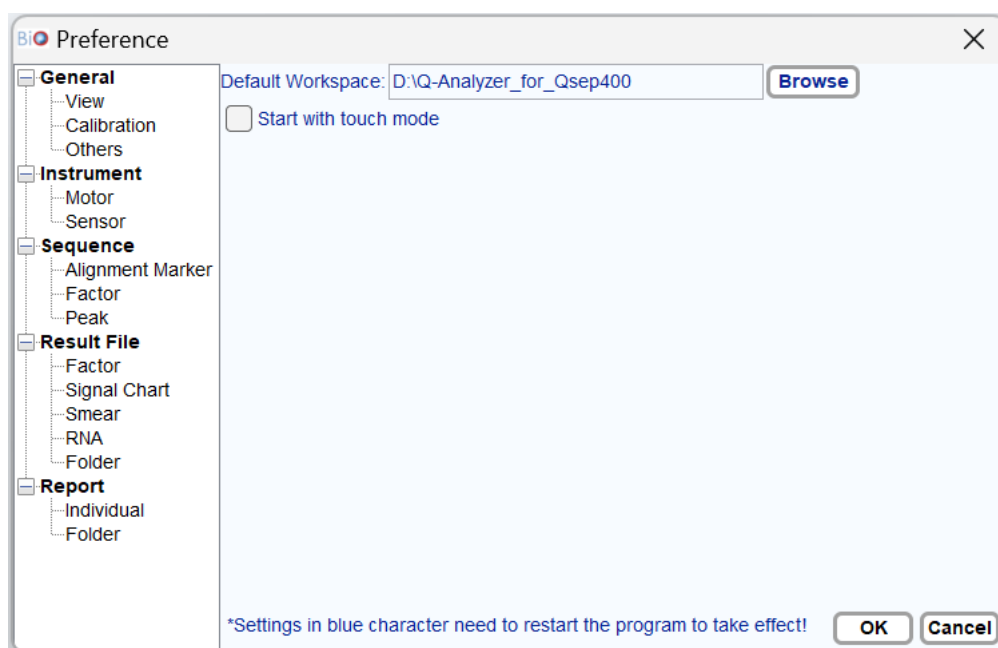 BiO Preference
General
View
Calibration
Others
Instrument
Motor
Sensor
Sequence
Alignment Marker
Factor
Peak
Result File
Factor
Signal Chart
Smear
RNA
Folder
Report
Individual
Folder
Default Workspace: D:\Q-Analyzer_for_Qsep400 Browse
Start with touch mode
*Settings in blue character need to restart the program to take effect! OK Cancel